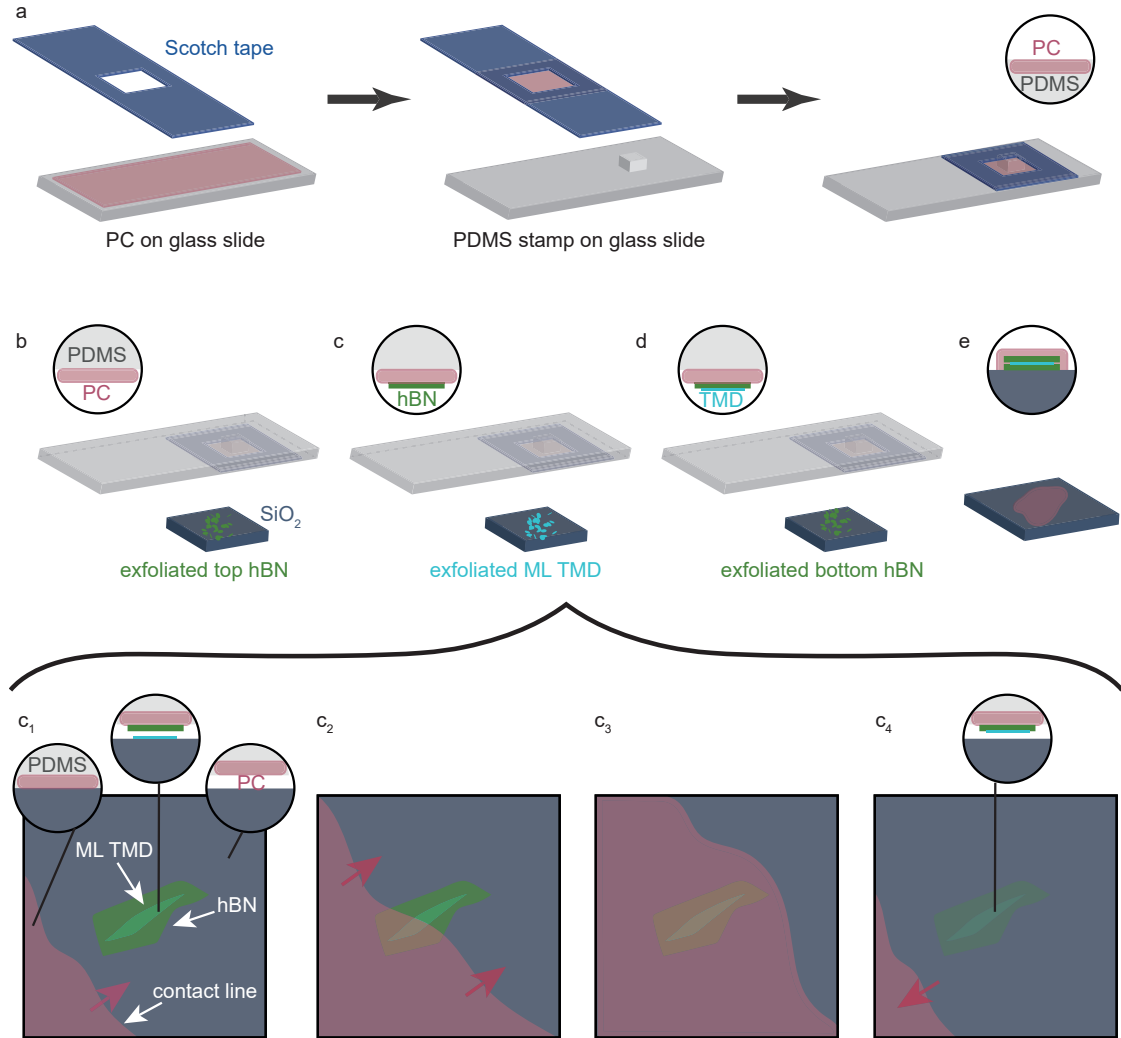 a
Scotch tape
PC
PDMS
PC on glass slide
PDMS stamp on glass slide
b
PDMS
PC
c
hBN
d
TMD
e
SiO2
exfoliated top hBN
exfoliated ML TMD
exfoliated bottom hBN
c1
PDMS
PC
ML TMD
hBN
contact line
c2
c3
c4